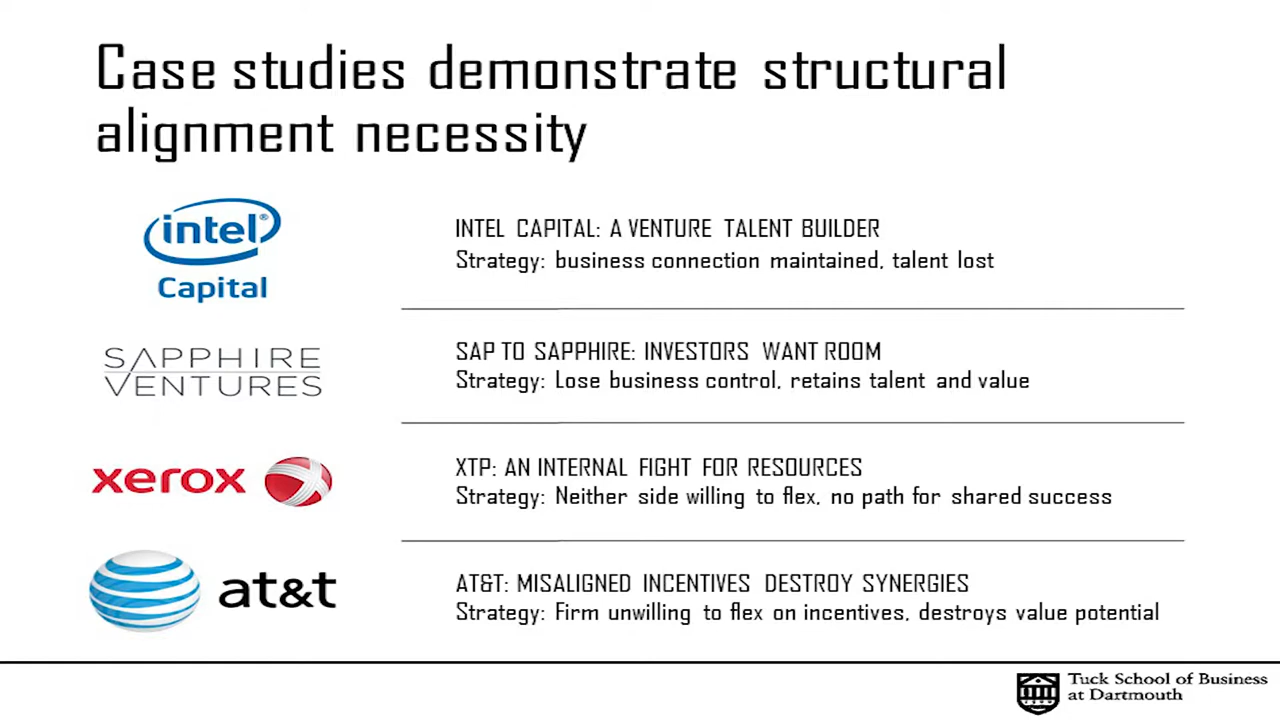 Case studies demonstrate structural
alignment necessity
intel®
Capital
INTEL CAPITAL: A VENTURE TALENT BUILDER
Strategy: business connection maintained, talent lost
SAPPHIRE
VENTURES
SAP TO SAPPHIRE: INVESTORS WANT ROOM
Strategy: Lose business control, retains talent and value
xerox
XTP: AN INTERNAL FIGHT FOR RESOURCES
Strategy: Neither side willing to flex, no path for shared success
at&t
AT&T: MISALIGNED INCENTIVES DESTROY SYNERGIES
Strategy: Firm unwilling to flex on incentives, destroys value potential
Tuck School of Business
at Dartmouth